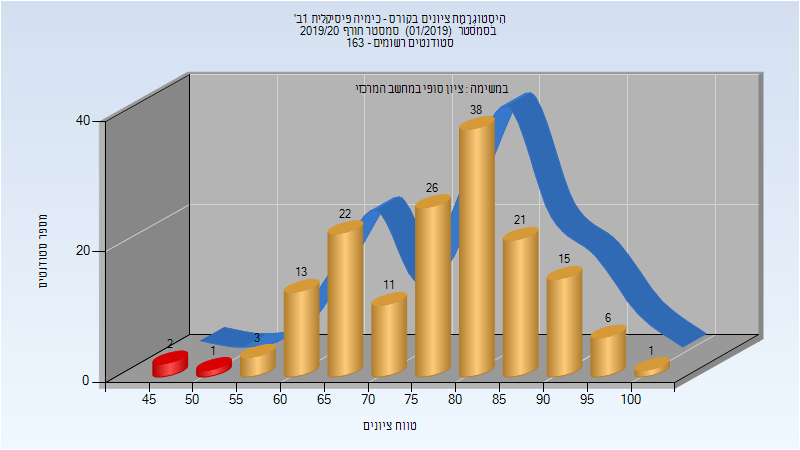 היסטוגרמת ציונים בקורס - כימיה פיסיקלית 1ב'
בסמסטר (01/2019) סמסטר חורף 2019/20
סטודנטים רשומים - 163
במשימה : ציון סופי במחשב המרכזי
מספר סטודנטים
40
20
0
2
1
3
13
22
11
26
38
21
15
6
1
45 50 55 60 65 70 75 80 85 90 95 100
טווח ציונים